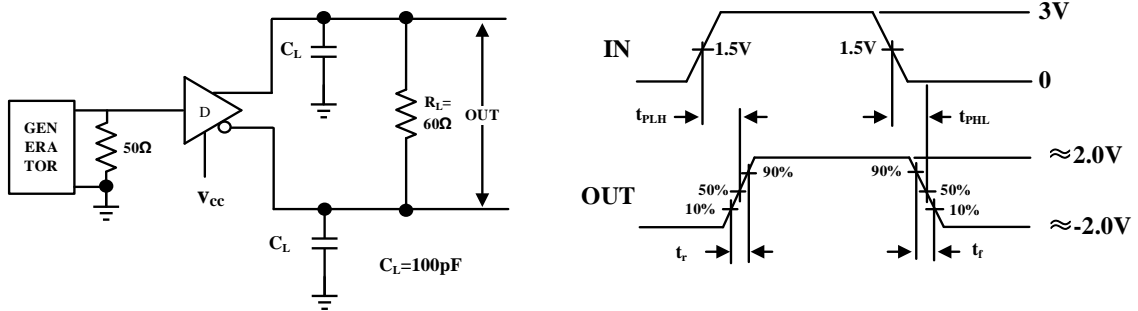 GEN
ERA
TOR
50Ω
D
vcc
CL
CL
RL=
60Ω
OUT
CL=100pF
IN
1.5V
1.5V
3V
0
tPLH
tPHL
OUT
90%
50%
10%
90%
50%
10%
≈2.0V
≈-2.0V
tr
tf